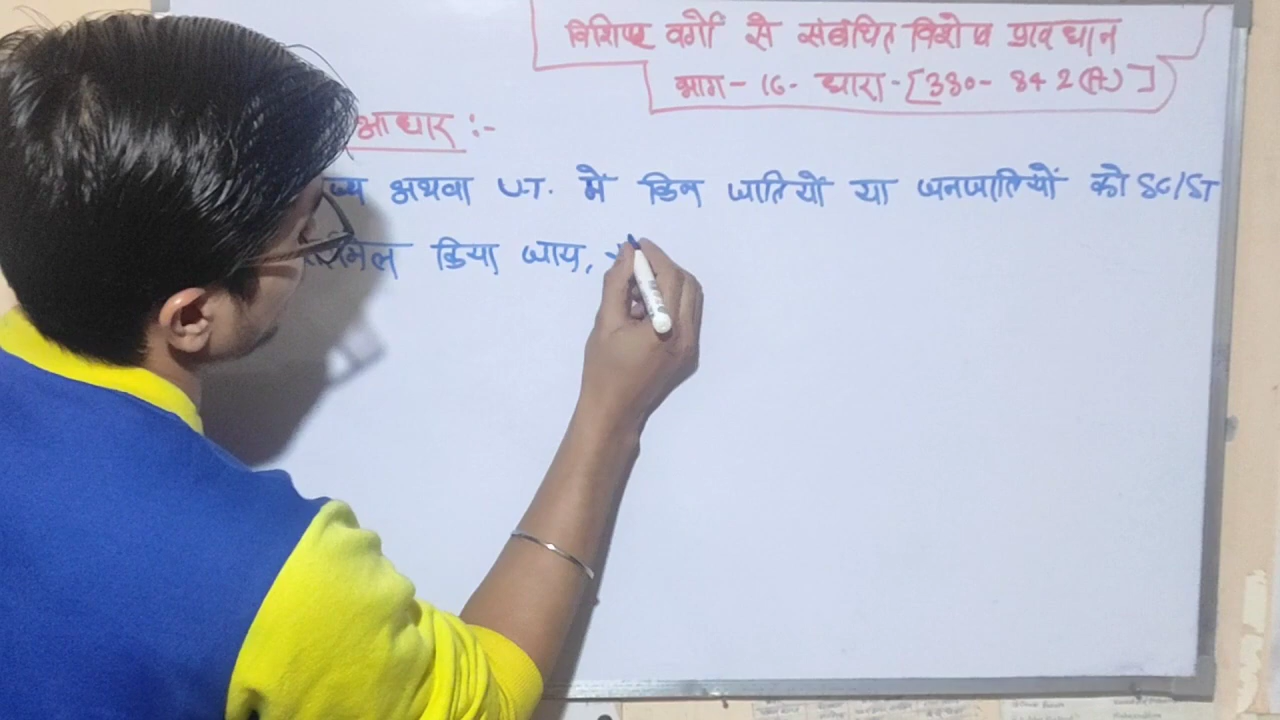 विशिष्ट वर्गों से संबंधित विशेष प्रावधान
भाग - 16 - धारा - [330 - 342 (A)]
आधार :-
अथवा U.T. में किन जातियों या जनजातियों को SC/ST
किया जाय,